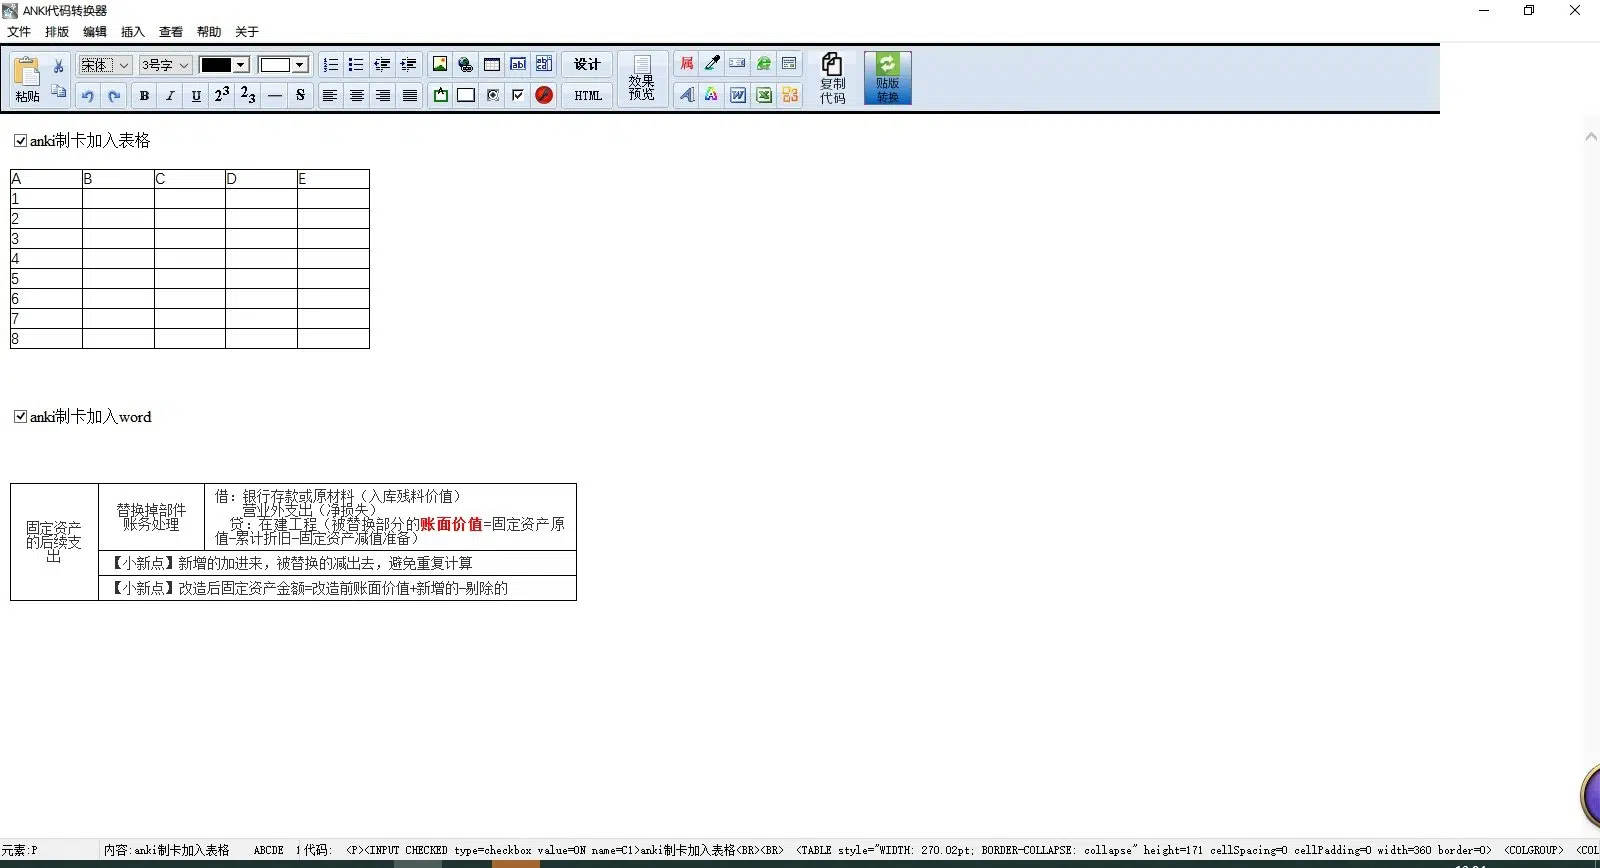 ANKI代码转换器
文件 排版 编辑 插入 查看 帮助 关于
粘贴 宋体 3号字 设计 效果预览 属 复制代码 贴版转换
B I U 2³ 2₃ S HTML
anki制卡加入表格
A B C D E
1
2
3
4
5
6
7
8
anki制卡加入word
固定资产
的后续支
出
替换掉部件
账务处理
借：银行存款或原材料（入库残料价值）
营业外支出（净损失）
贷：在建工程（被替换部分的账面价值=固定资产原
值-累计折旧-固定资产减值准备）
【小新点】新增的加进来，被替换的减出去，避免重复计算
【小新点】改造后固定资产金额=改造前账面价值+新增的-剔除的
元素:P 内容:anki制卡加入表格 ABCDE 1 代码: <P><INPUT CHECKED type=checkbox value=ON name=C1>anki制卡加入表格<BR><BR> <TABLE style="WIDTH: 270.02pt; BORDER-COLLAPSE: collapse" height=171 cellSpacing=0 cellPadding=0 width=360 border=0> <COLGROUP> <COL